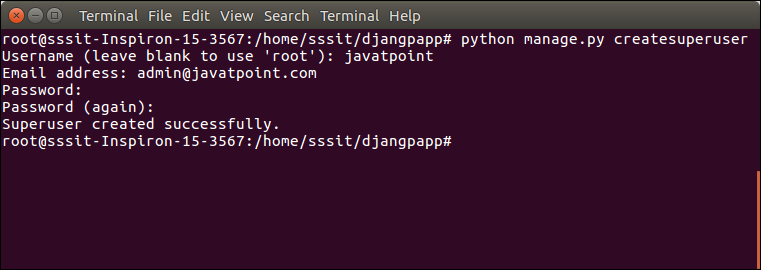 Terminal File Edit View Search Terminal Help
root@sssit-Inspiron-15-3567:/home/sssit/djangpapp# python manage.py createsuperuser
Username (leave blank to use 'root'): javatpoint
Email address: admin@javatpoint.com
Password:
Password (again):
Superuser created successfully.
root@sssit-Inspiron-15-3567:/home/sssit/djangpapp#